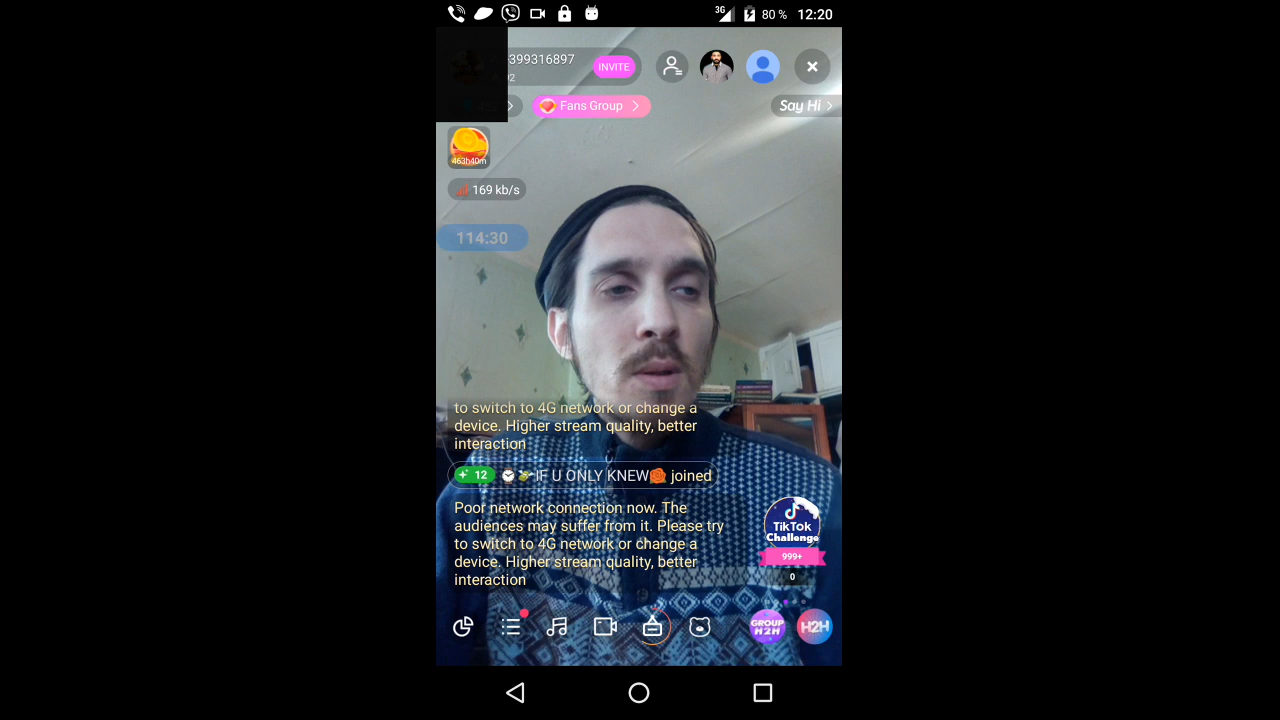 3G 80 % 12:20
399316897
INVITE
Fans Group
Say Hi
463h40m
169 kb/s
114:30
to switch to 4G network or change a
device. Higher stream quality, better
interaction
12 IF U ONLY KNEW joined
Poor network connection now. The
audiences may suffer from it. Please try
to switch to 4G network or change a
device. Higher stream quality, better
interaction
TikTok
Challenge
999+
0
GROUP
H2H
H2H